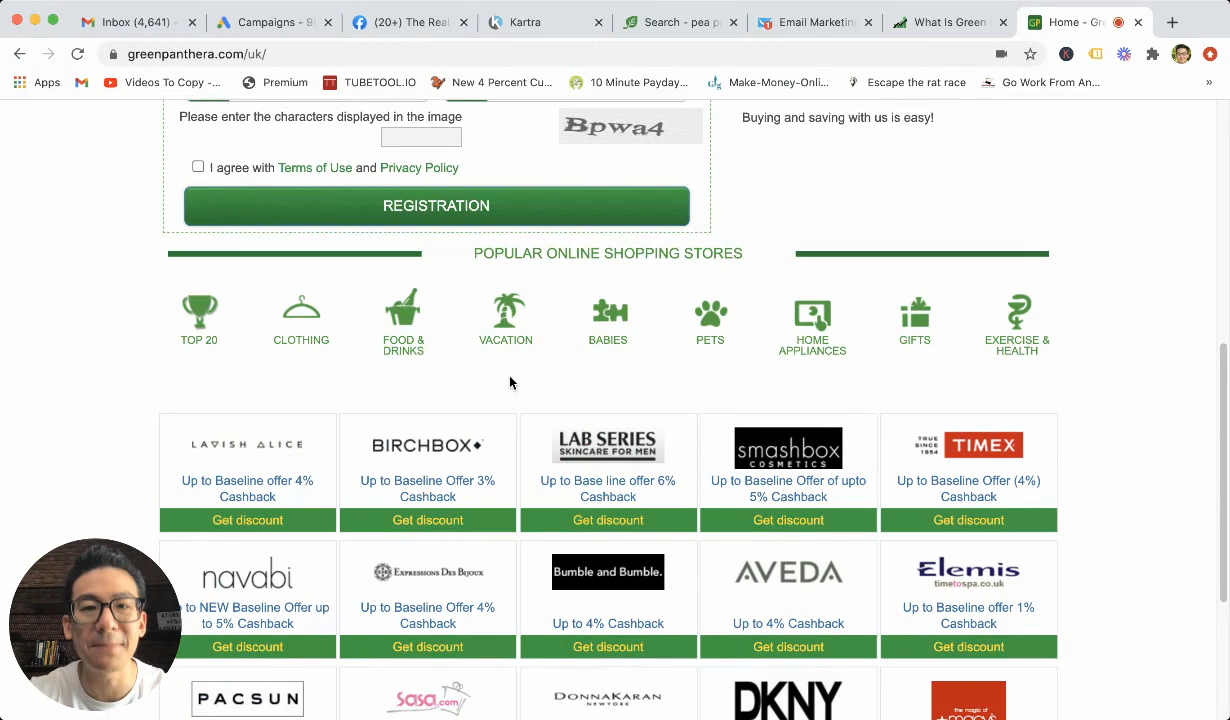 Inbox (4,641) -
Campaigns - 9
(20+) The Real
Kartra
Search - pea p
Email Marketin
What Is Green
Home - Gre
greenpanthera.com/uk/
Apps
Videos To Copy -...
Premium
TUBETOOL.IO
New 4 Percent Cu...
10 Minute Payday...
Make-Money-Onli...
Escape the rat race
Go Work From An...
»
Please enter the characters displayed in the image
Bpwa4
Buying and saving with us is easy!
I agree with Terms of Use and Privacy Policy
REGISTRATION
POPULAR ONLINE SHOPPING STORES
TOP 20
CLOTHING
FOOD &
DRINKS
VACATION
BABIES
PETS
HOME
APPLIANCES
GIFTS
EXERCISE &
HEALTH
LAVISH ALICE
BIRCHBOX
LAB SERIES
SKINCARE FOR MEN
smashbox
COSMETICS
TRUE
SINCE
1854
TIMEX
Up to Baseline offer 4%
Cashback
Up to Baseline Offer 3%
Cashback
Up to Base line offer 6%
Cashback
Up to Baseline Offer of upto
5% Cashback
Up to Baseline Offer (4%)
Cashback
Get discount
Get discount
Get discount
Get discount
Get discount
navabi
EXPRESSIONS DES BIJOUX
Bumble and Bumble.
AVEDA
Elemis
timetospa.co.uk
to NEW Baseline Offer up
to 5% Cashback
Up to Baseline Offer 4%
Cashback
Up to 4% Cashback
Up to 4% Cashback
Up to Baseline offer 1%
Cashback
Get discount
Get discount
Get discount
Get discount
Get discount
PACSUN
sasa.com
DONNAKARAN
NEWYORK
DKNY
the magic of
★macy's